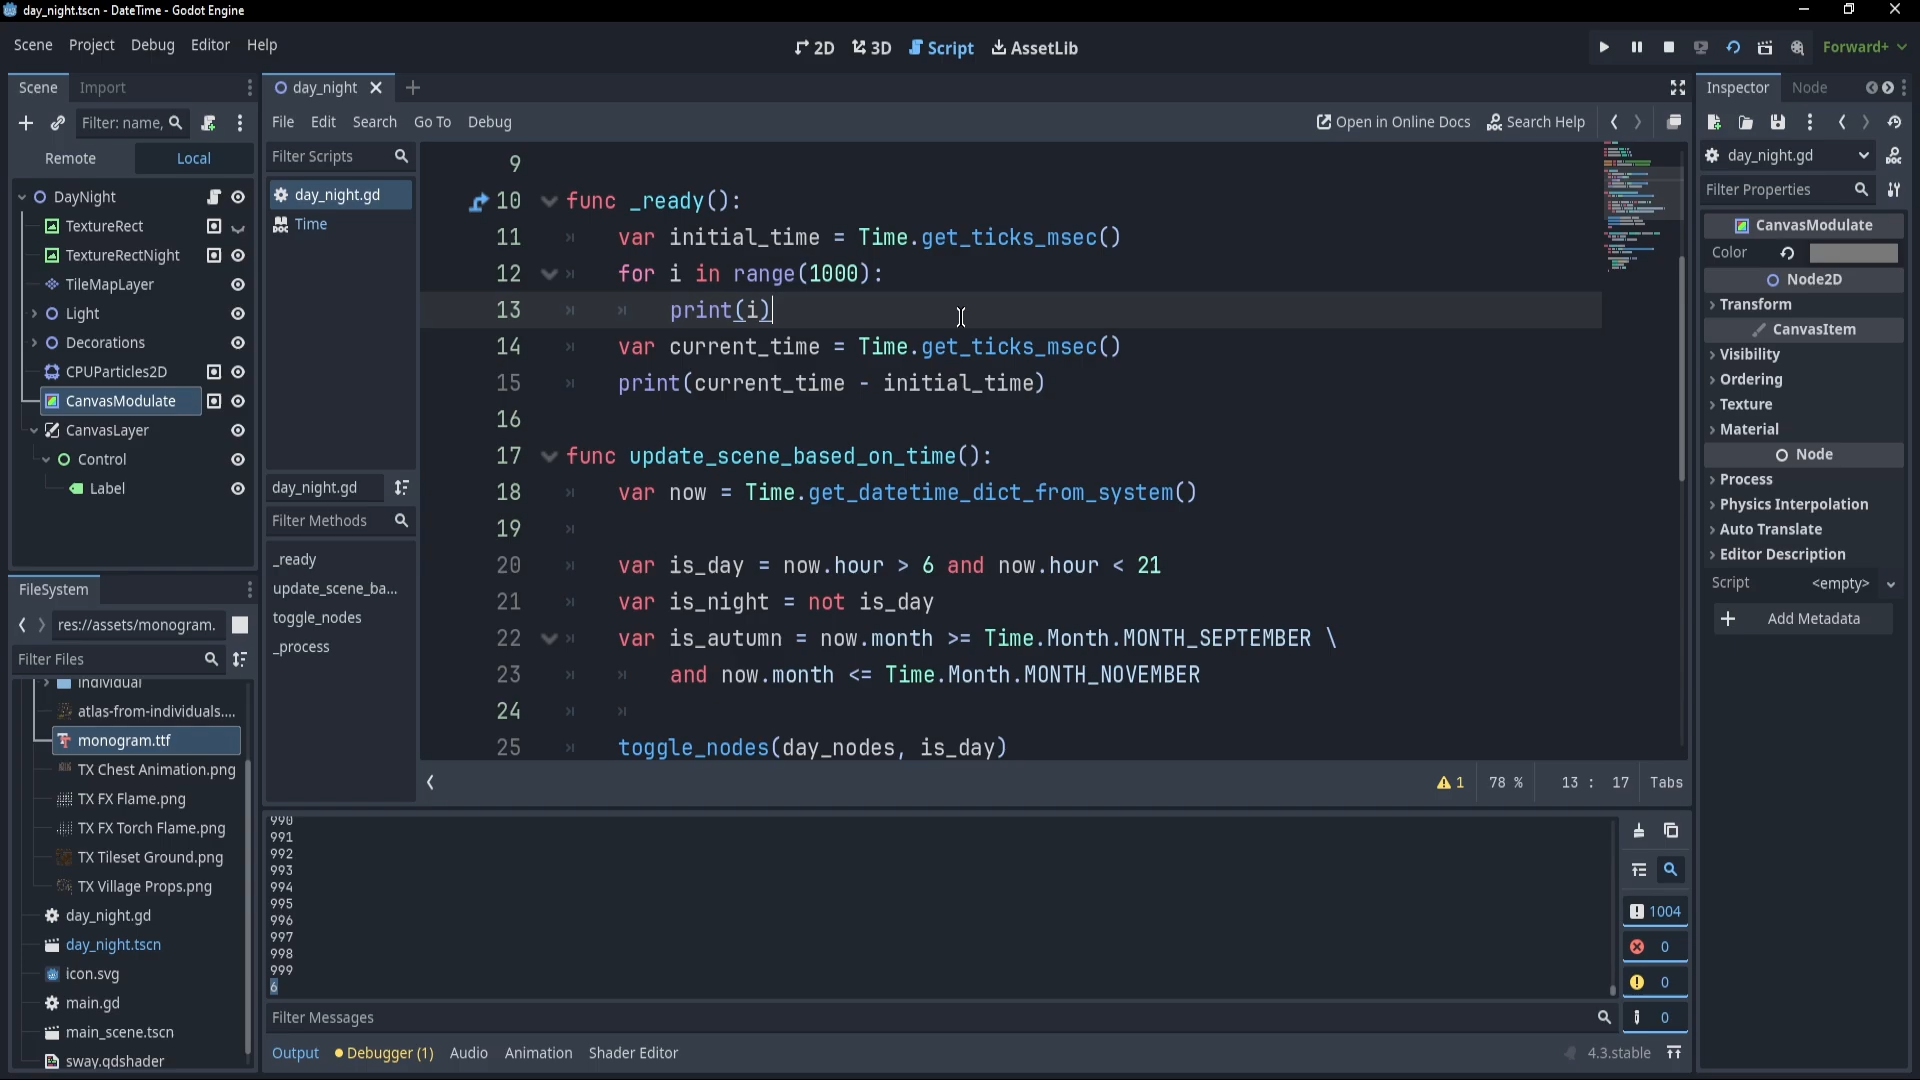 day_night.tscn - DateTime - Godot Engine
Scene Project Debug Editor Help
2D 3D Script AssetLib
Forward+
Scene Import
Filter: name,
Remote Local
DayNight
TextureRect
TextureRectNight
TileMapLayer
Light
Decorations
CPUParticles2D
CanvasModulate
CanvasLayer
Control
Label
FileSystem
res://assets/monogram.
Filter Files
individual
atlas-from-individuals....
monogram.ttf
TX Chest Animation.png
TX FX Flame.png
TX FX Torch Flame.png
TX Tileset Ground.png
TX Village Props.png
day_night.gd
day_night.tscn
icon.svg
main.gd
main_scene.tscn
sway.gdshader
day_night
File Edit Search Go To Debug
Open in Online Docs Search Help
Filter Scripts
day_night.gd
Time
day_night.gd
Filter Methods
_ready
update_scene_ba...
toggle_nodes
_process
9
10 func _ready():
11 var initial_time = Time.get_ticks_msec()
12 for i in range(1000):
13 print(i)
14 var current_time = Time.get_ticks_msec()
15 print(current_time - initial_time)
16
17 func update_scene_based_on_time():
18 var now = Time.get_datetime_dict_from_system()
19
20 var is_day = now.hour > 6 and now.hour < 21
21 var is_night = not is_day
22 var is_autumn = now.month >= Time.Month.MONTH_SEPTEMBER \
23 and now.month <= Time.Month.MONTH_NOVEMBER
24
25 toggle_nodes(day_nodes, is_day)
1 78 % 13 : 17 Tabs
990
991
992
993
994
995
996
997
998
999
6
1004
0
0
0
Filter Messages
Output Debugger (1) Audio Animation Shader Editor
4.3.stable
Inspector Node
day_night.gd
Filter Properties
CanvasModulate
Color
Node2D
Transform
CanvasItem
Visibility
Ordering
Texture
Material
Node
Process
Physics Interpolation
Auto Translate
Editor Description
Script <empty>
Add Metadata